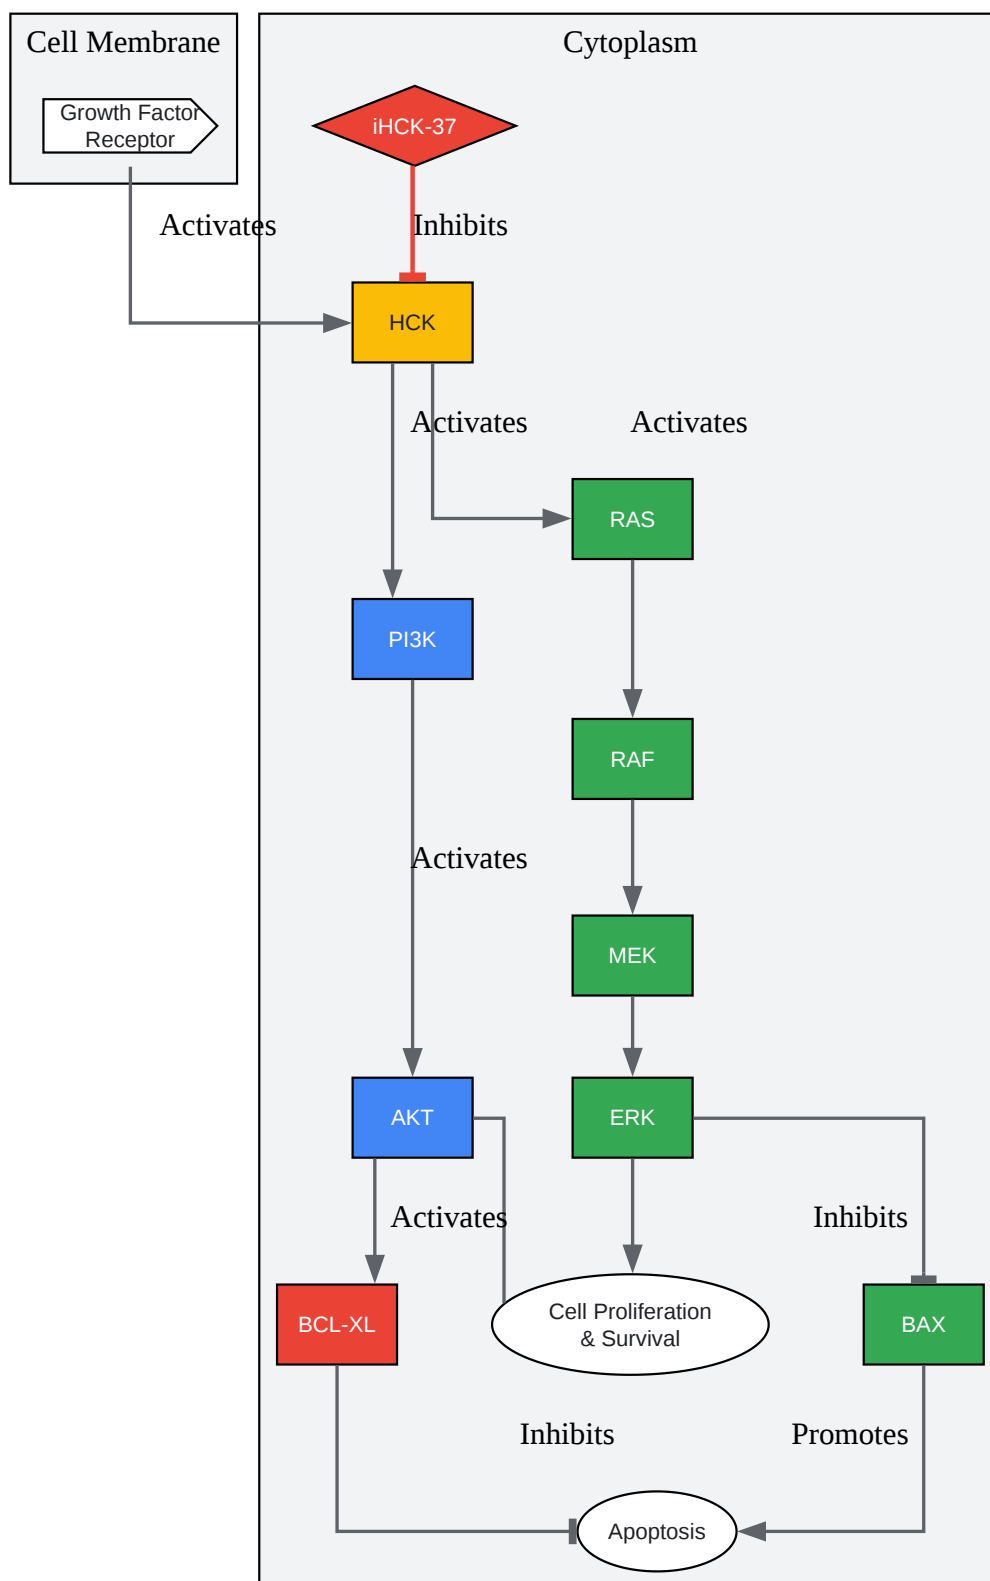 Cell Membrane
Cytoplasm
Growth Factor
Receptor
iHCK-37
Activates
Inhibits
HCK
Activates
Activates
RAS
PI3K
RAF
Activates
MEK
AKT
ERK
Activates
Inhibits
BCL-XL
Cell Proliferation
& Survival
BAX
Inhibits
Promotes
Apoptosis